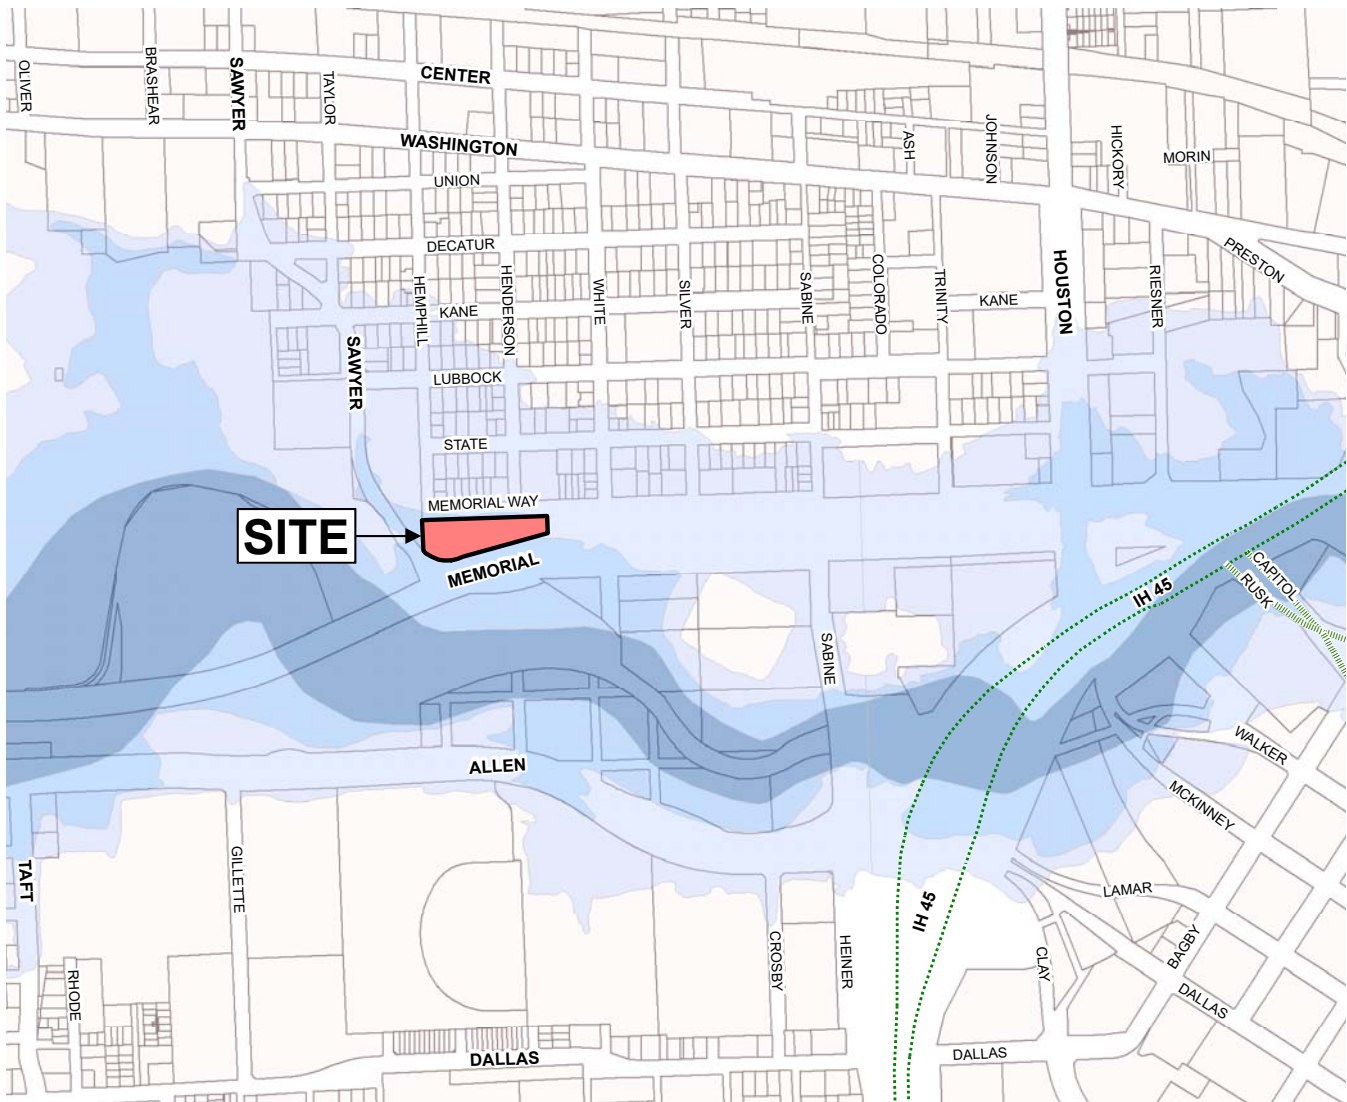 OLIVER
BRASHEAR
SAWYER
TAYLOR
CENTER
WASHINGTON
UNION
ASH
JOHNSON
HICKORY
MORIN
DECATUR
PRESTON
HEMPHILL
HENDERSON
KANE
WHITE
SILVER
SABINE
COLORADO
TRINITY
KANE
HOUSTON
RIESNER
SAWYER
LUBBOCK
STATE
MEMORIAL WAY
SITE
MEMORIAL
IH 45
CAPITOL
RUSK
SABINE
WALKER
ALLEN
MCKINNEY
TAFT
GILLETTE
LAMAR
IH 45
CROSBY
HEINER
CLAY
BAGBY
RHODE
DALLAS
DALLAS
DALLAS